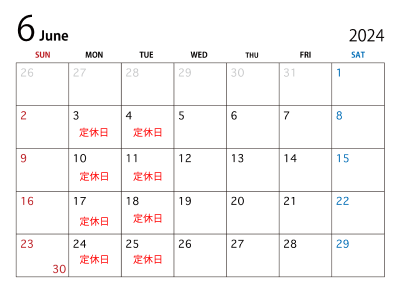 6 June 2024
SUN MON TUE WED THU FRI SAT
26 27 28 29 30 31 1
2 3 4 5 6 7 8
定休日 定休日
9 10 11 12 13 14 15
定休日 定休日
16 17 18 19 20 21 22
定休日 定休日
23 24 25 26 27 28 29
30 定休日 定休日